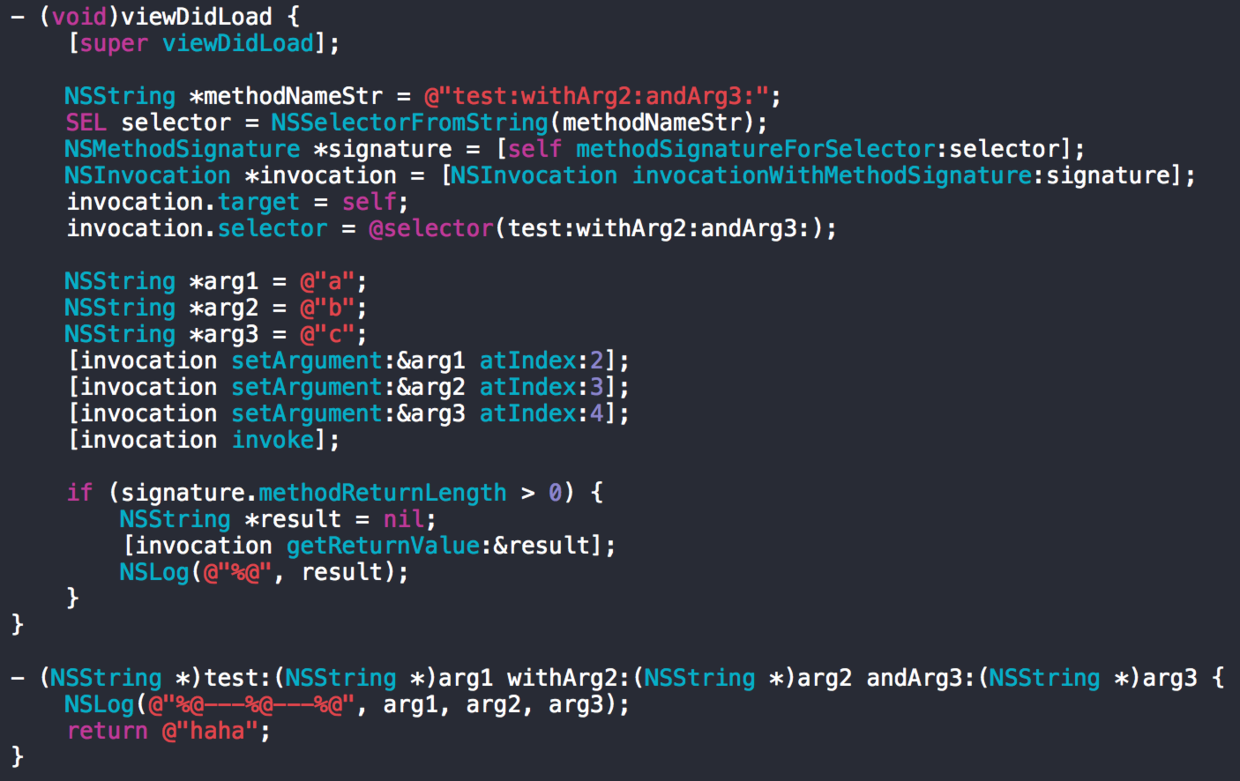 - (void)viewDidLoad {
    [super viewDidLoad];

    NSString *methodNameStr = @"test:withArg2:andArg3:";
    SEL selector = NSSelectorFromString(methodNameStr);
    NSMethodSignature *signature = [self methodSignatureForSelector:selector];
    NSInvocation *invocation = [NSInvocation invocationWithMethodSignature:signature];
    invocation.target = self;
    invocation.selector = @selector(test:withArg2:andArg3:);

    NSString *arg1 = @"a";
    NSString *arg2 = @"b";
    NSString *arg3 = @"c";
    [invocation setArgument:&arg1 atIndex:2];
    [invocation setArgument:&arg2 atIndex:3];
    [invocation setArgument:&arg3 atIndex:4];
    [invocation invoke];

    if (signature.methodReturnLength > 0) {
        NSString *result = nil;
        [invocation getReturnValue:&result];
        NSLog(@"%@", result);
    }
}

- (NSString *)test:(NSString *)arg1 withArg2:(NSString *)arg2 andArg3:(NSString *)arg3 {
    NSLog(@"%@---%@---%@", arg1, arg2, arg3);
    return @"haha";
}